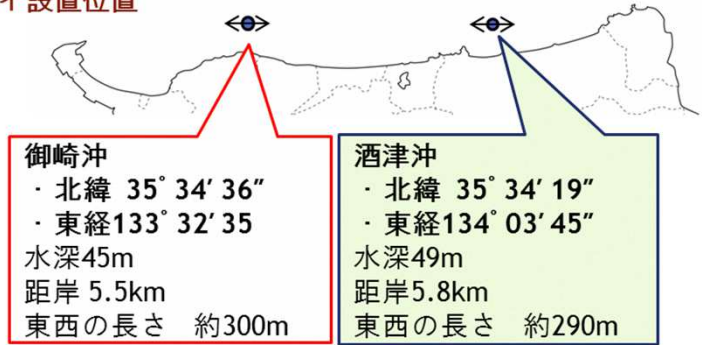 設置位置
御崎沖
・北緯 35°34′36″
・東経133°32′35
水深45m
距岸 5.5km
東西の長さ 約300m
酒津沖
・北緯 35°34′19″
・東経134°03′45″
水深49m
距岸5.8km
東西の長さ 約290m